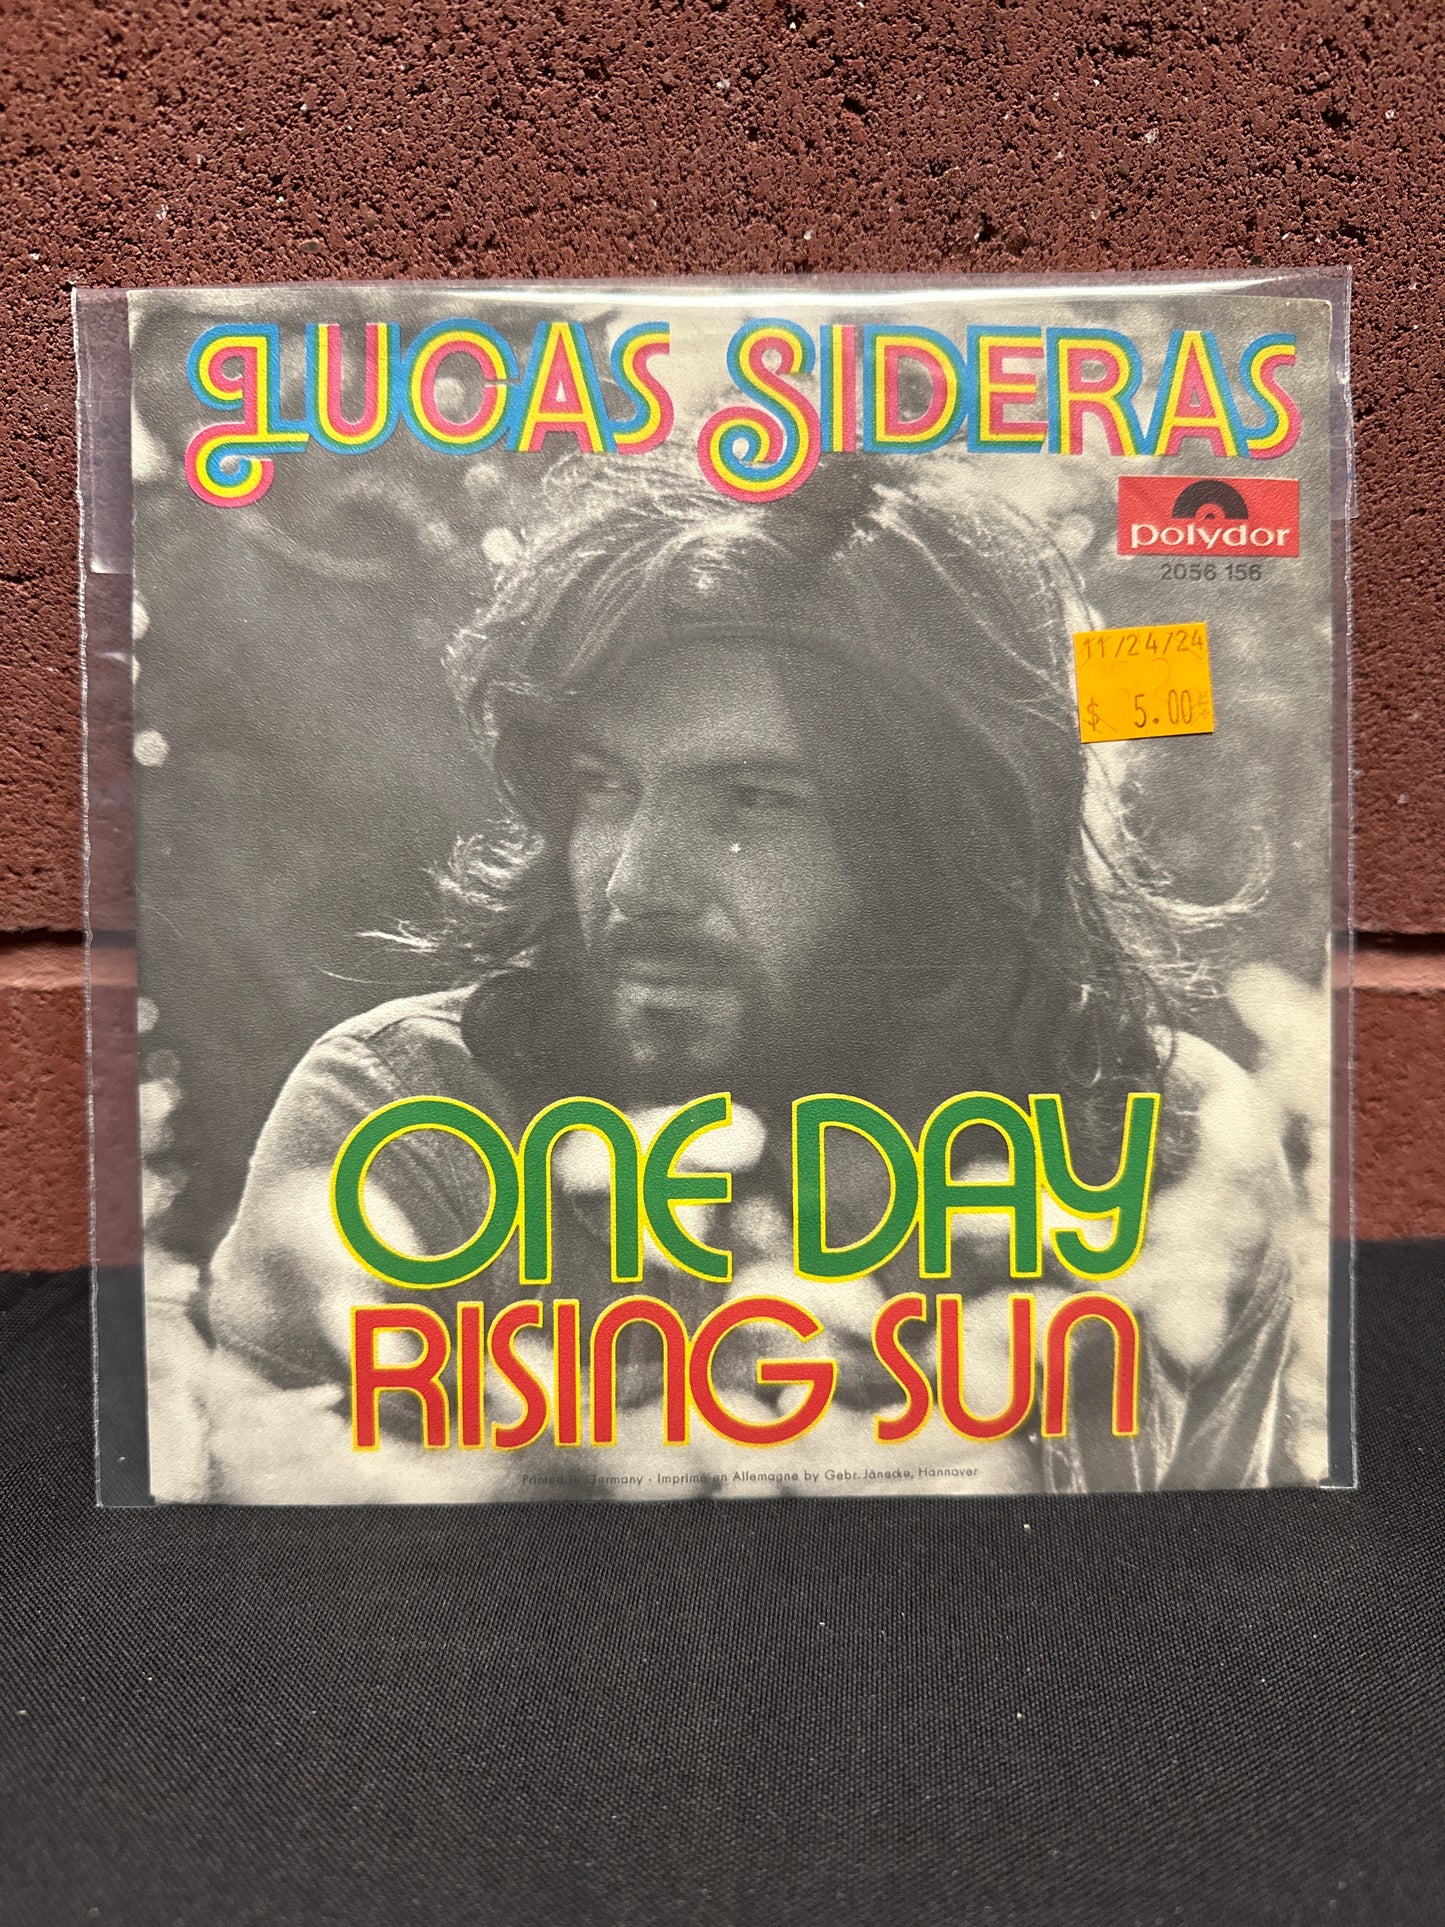 LUCAS SIDERAS
polydor
2056 156
11/24/24
$ 5.00
ONE DAY
RISING SUN
Printed in Germany · Imprimé en Allemagne by Gebr. Jänecke, Hannover